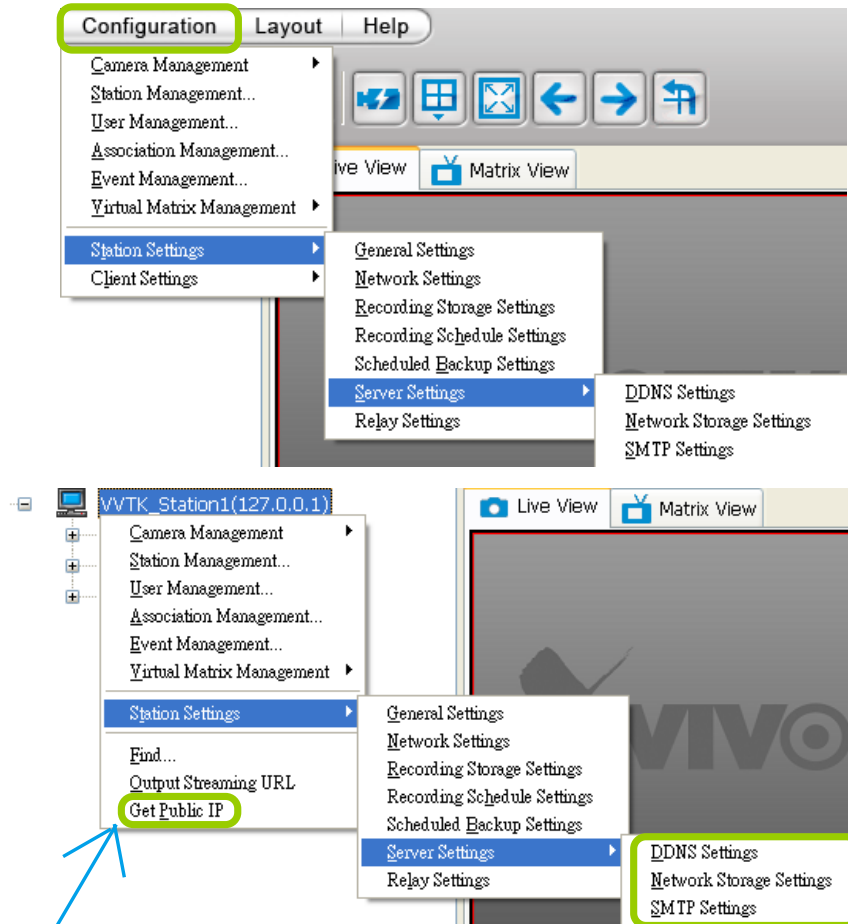 Configuration Layout Help
Camera Management
Station Management...
User Management...
Association Management...
Event Management...
Virtual Matrix Management
Station Settings
Client Settings
ive View Matrix View
General Settings
Network Settings
Recording Storage Settings
Recording Schedule Settings
Scheduled Backup Settings
Server Settings
Relay Settings
DDNS Settings
Network Storage Settings
SMTP Settings
VVTK_Station1(127.0.0.1)
Live View Matrix View
Camera Management
Station Management...
User Management...
Association Management...
Event Management...
Virtual Matrix Management
Station Settings
Find...
Output Streaming URL
Get Public IP
General Settings
Network Settings
Recording Storage Settings
Recording Schedule Settings
Scheduled Backup Settings
Server Settings
Relay Settings
DDNS Settings
Network Storage Settings
SMTP Settings
VIVO